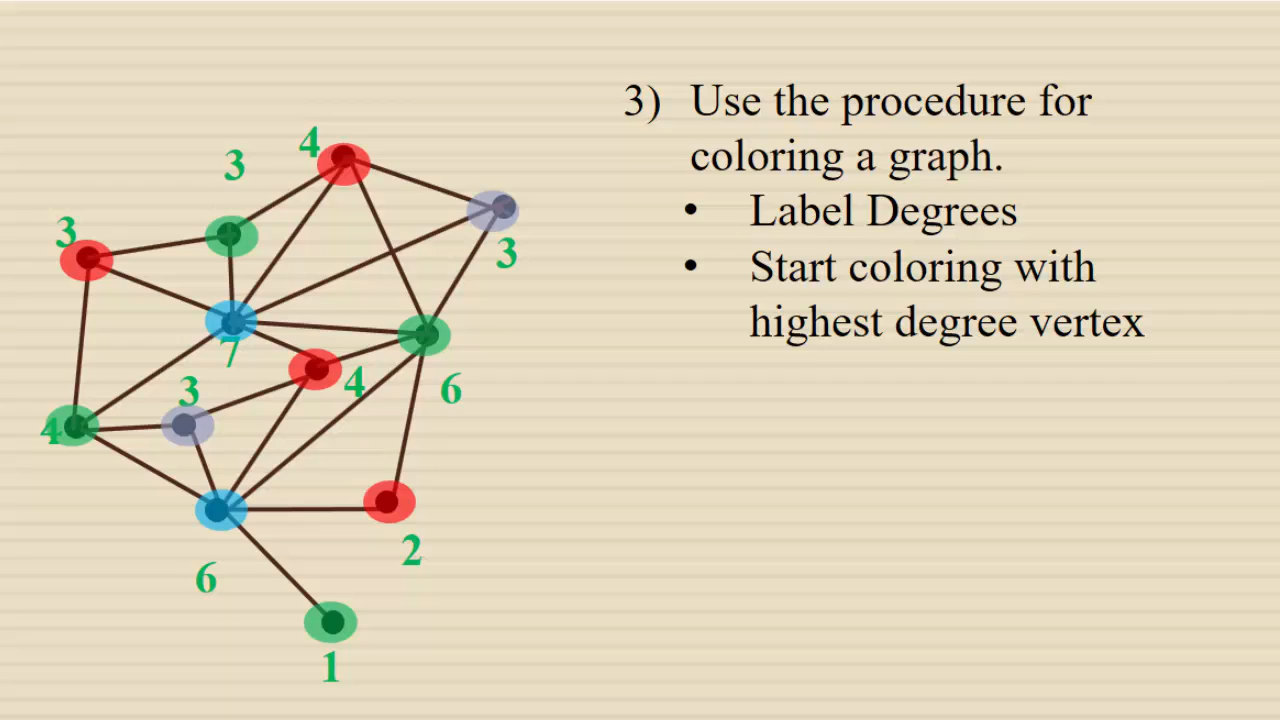 3) Use the procedure for
coloring a graph.
• Label Degrees
• Start coloring with
highest degree vertex
4
3
3
3
7
3
4
6
4
2
6
1